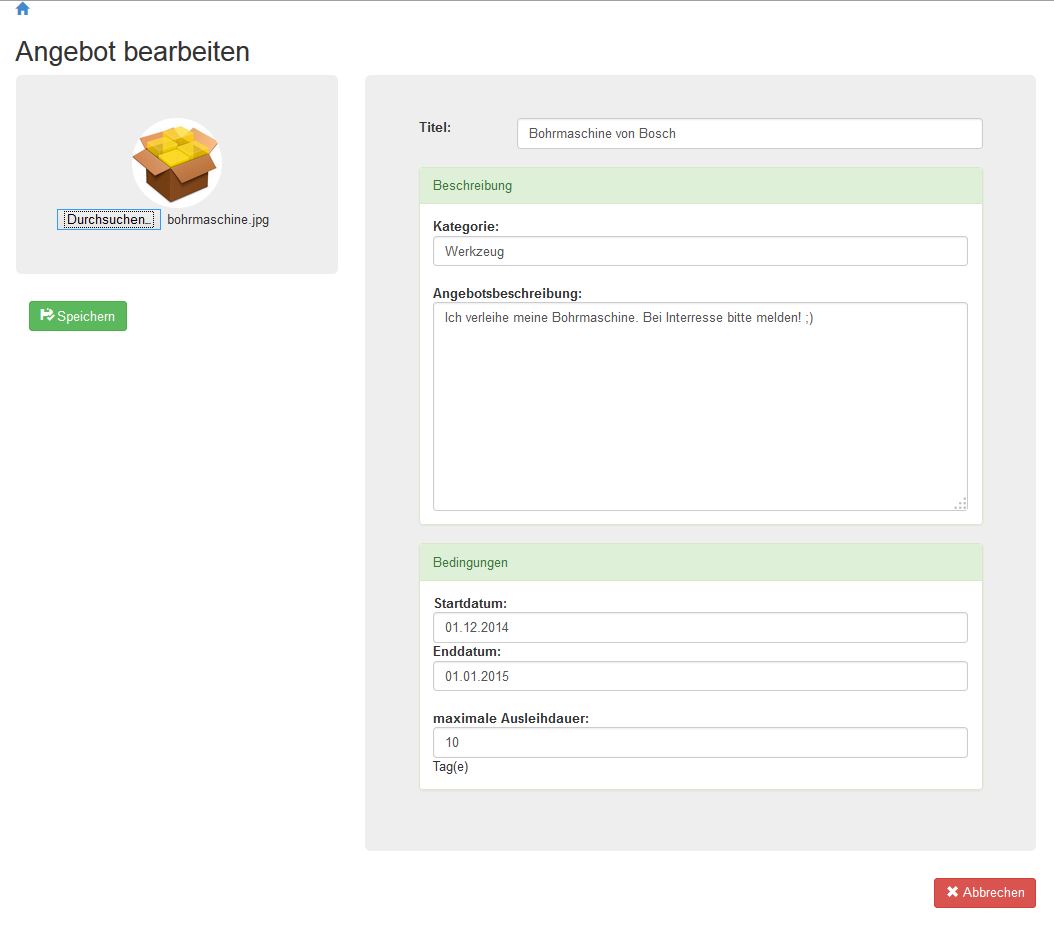 Angebot bearbeiten
Durchsuchen... bohrmaschine.jpg
Speichern
Titel: Bohrmaschine von Bosch
Beschreibung
Kategorie:
Werkzeug
Angebotsbeschreibung:
Ich verleihe meine Bohrmaschine. Bei Interresse bitte melden! ;)
Bedingungen
Startdatum:
01.12.2014
Enddatum:
01.01.2015
maximale Ausleihdauer:
10
Tag(e)
Abbrechen